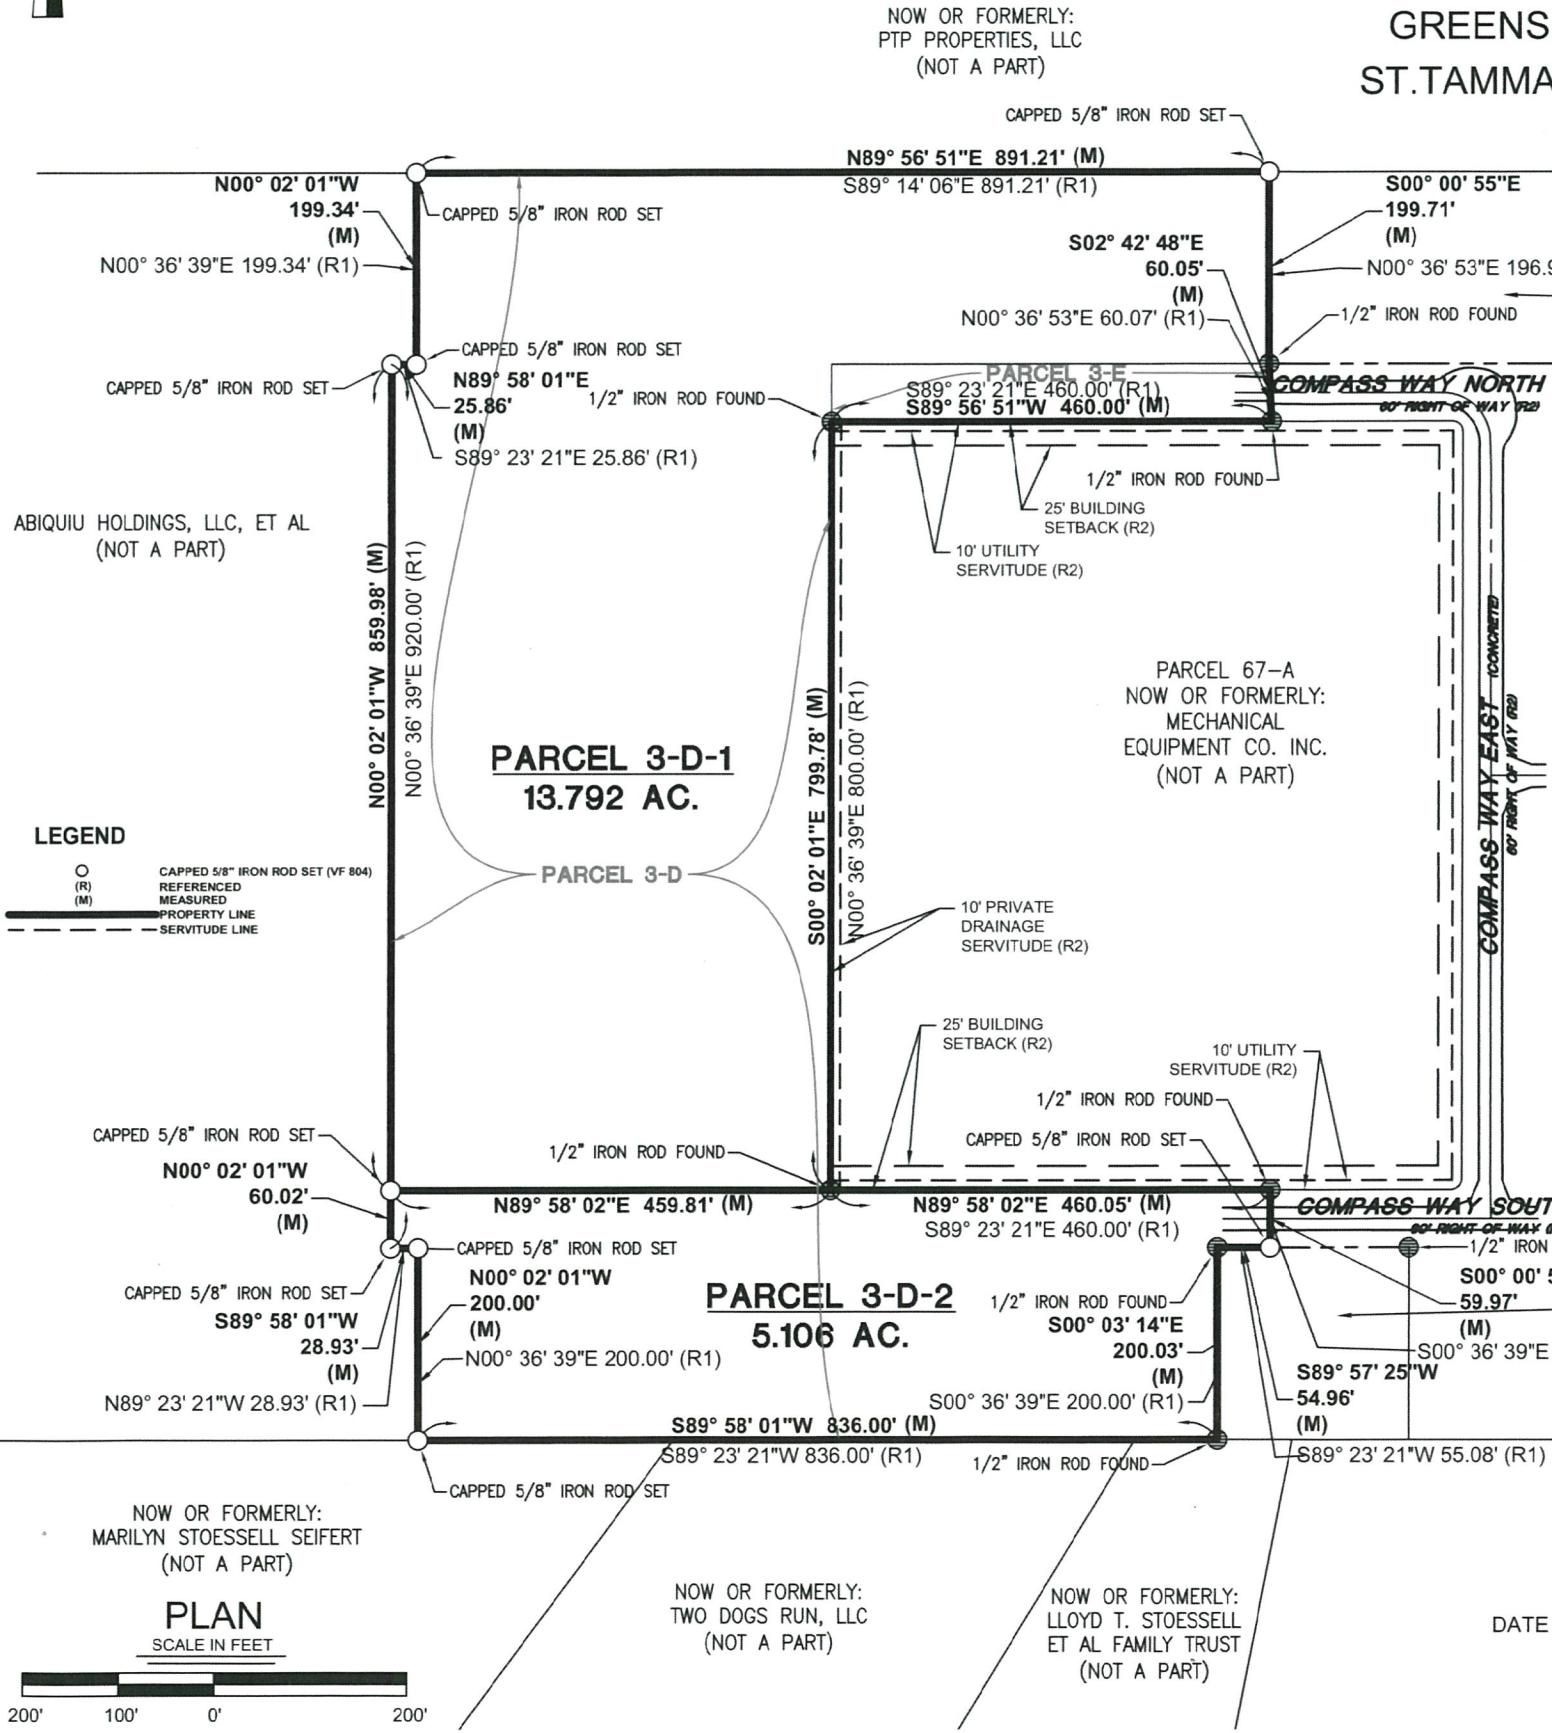 NOW OR FORMERLY:
PTP PROPERTIES, LLC
(NOT A PART)
GREENS
ST.TAMMA
CAPPED 5/8" IRON ROD SET
N89° 56' 51"E 891.21' (M)
S89° 14' 06"E 891.21' (R1)
N00° 02' 01"W
199.34'
(M)
N00° 36' 39"E 199.34' (R1)
CAPPED 5/8" IRON ROD SET
S00° 00' 55"E
199.71'
(M)
N00° 36' 53"E 196.9
S02° 42' 48"E
60.05'
(M)
N00° 36' 53"E 60.07' (R1)
1/2" IRON ROD FOUND
CAPPED 5/8" IRON ROD SET
CAPPED 5/8" IRON ROD SET
N89° 58' 01"E
25.86'
(M)
S89° 23' 21"E 25.86' (R1)
1/2" IRON ROD FOUND
PARCEL 3-E
S89° 23' 21"E 460.00' (R1)
S89° 56' 51"W 460.00' (M)
COMPASS WAY NORTH
60' RIGHT OF WAY (R2)
1/2" IRON ROD FOUND
25' BUILDING
SETBACK (R2)
10' UTILITY
SERVITUDE (R2)
ABIQUIU HOLDINGS, LLC, ET AL
(NOT A PART)
N00° 02' 01"W 859.98' (M)
N00° 36' 39"E 920.00' (R1)
PARCEL 3-D-1
13.792 AC.
S00° 02' 01"E 799.78' (M)
N00° 36' 39"E 800.00' (R1)
PARCEL 67-A
NOW OR FORMERLY:
MECHANICAL
EQUIPMENT CO. INC.
(NOT A PART)
COMPASS WAY EAST
(CONCRETE)
60' RIGHT OF WAY (R2)
LEGEND
CAPPED 5/8" IRON ROD SET (VF 804)
(R) REFERENCED
(M) MEASURED
PROPERTY LINE
SERVITUDE LINE
PARCEL 3-D
10' PRIVATE
DRAINAGE
SERVITUDE (R2)
25' BUILDING
SETBACK (R2)
10' UTILITY
SERVITUDE (R2)
1/2" IRON ROD FOUND
CAPPED 5/8" IRON ROD SET
CAPPED 5/8" IRON ROD SET
1/2" IRON ROD FOUND
N00° 02' 01"W
60.02'
(M)
N89° 58' 02"E 459.81' (M)
N89° 58' 02"E 460.05' (M)
S89° 23' 21"E 460.00' (R1)
COMPASS WAY SOUT
60' RIGHT OF WAY
1/2" IRON
CAPPED 5/8" IRON ROD SET
CAPPED 5/8" IRON ROD SET
N00° 02' 01"W
200.00'
(M)
N00° 36' 39"E 200.00' (R1)
S89° 58' 01"W
28.93'
(M)
N89° 23' 21"W 28.93' (R1)
PARCEL 3-D-2
5.106 AC.
1/2" IRON ROD FOUND
S00° 03' 14"E
200.03'
(M)
S00° 36' 39"E 200.00' (R1)
S00° 00' 5
59.97'
(M)
S00° 36' 39"E
S89° 57' 25"W
54.96'
(M)
S89° 23' 21"W 55.08' (R1)
S89° 58' 01"W 836.00' (M)
S89° 23' 21"W 836.00' (R1)
1/2" IRON ROD FOUND
CAPPED 5/8" IRON ROD SET
NOW OR FORMERLY:
MARILYN STOESSELL SEIFERT
(NOT A PART)
NOW OR FORMERLY:
TWO DOGS RUN, LLC
(NOT A PART)
NOW OR FORMERLY:
LLOYD T. STOESSELL
ET AL FAMILY TRUST
(NOT A PART)
DATE
PLAN
SCALE IN FEET
200' 100' 0' 200'